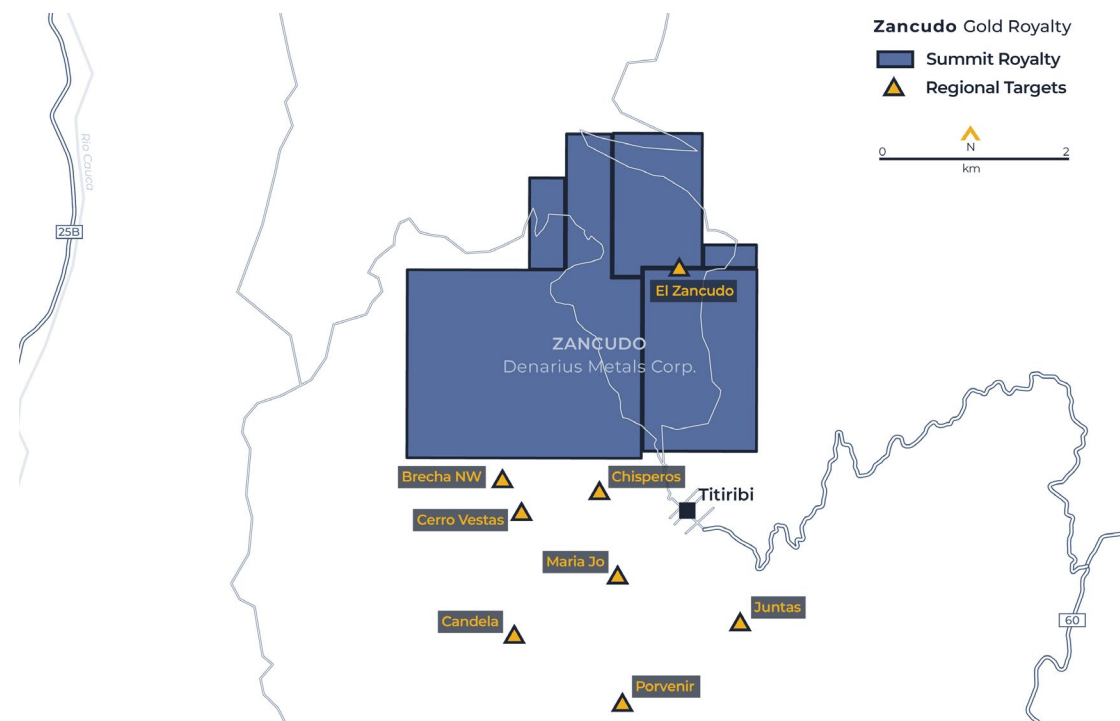 Zancudo Gold Royalty
Summit Royalty
Regional Targets
N
0 2
km
Rio Cauca
25B
El Zancudo
ZANCUDO
Denarius Metals Corp.
Brecha NW
Chisperos
Titiribi
Cerro Vestas
Maria Jo
Juntas
Candela
60
Porvenir